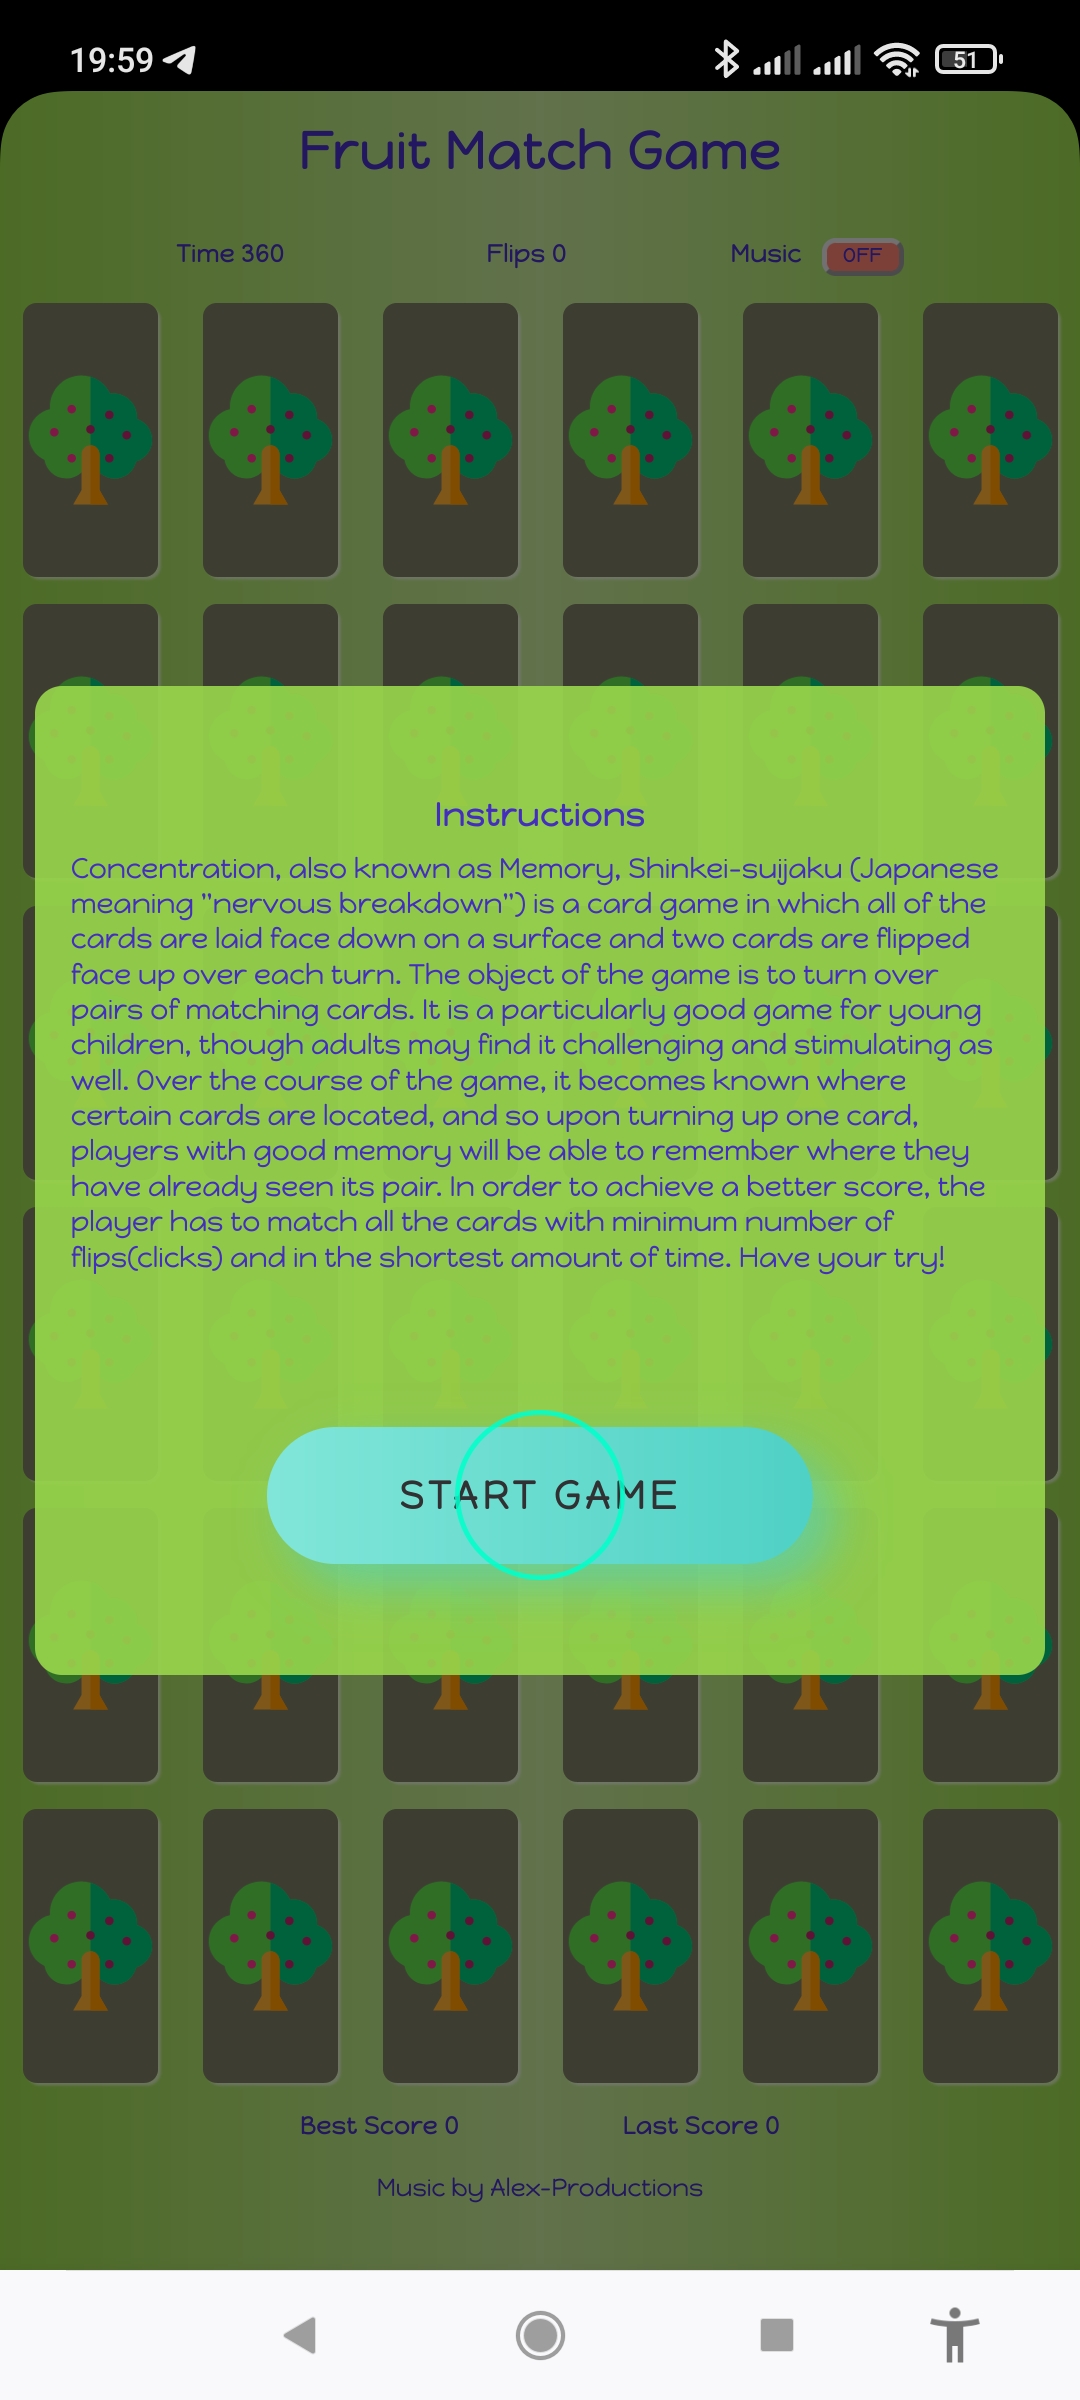 19:59
51
Fruit Match Game
Time 360 Flips 0 Music OFF
Instructions
Concentration, also known as Memory, Shinkei-suijaku (Japanese
meaning "nervous breakdown") is a card game in which all of the
cards are laid face down on a surface and two cards are flipped
face up over each turn. The object of the game is to turn over
pairs of matching cards. It is a particularly good game for young
children, though adults may find it challenging and stimulating as
well. Over the course of the game, it becomes known where
certain cards are located, and so upon turning up one card,
players with good memory will be able to remember where they
have already seen its pair. In order to achieve a better score, the
player has to match all the cards with minimum number of
flips(clicks) and in the shortest amount of time. Have your try!
START GAME
Best Score 0 Last Score 0
Music by Alex-Productions